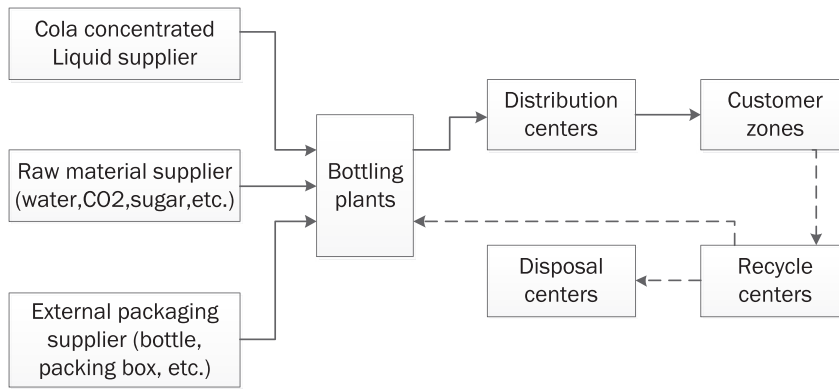 Cola concentrated
Liquid supplier
Raw material supplier
(water,CO2,sugar,etc.)
External packaging
supplier (bottle,
packing box, etc.)
Bottling
plants
Distribution
centers
Customer
zones
Disposal
centers
Recycle
centers